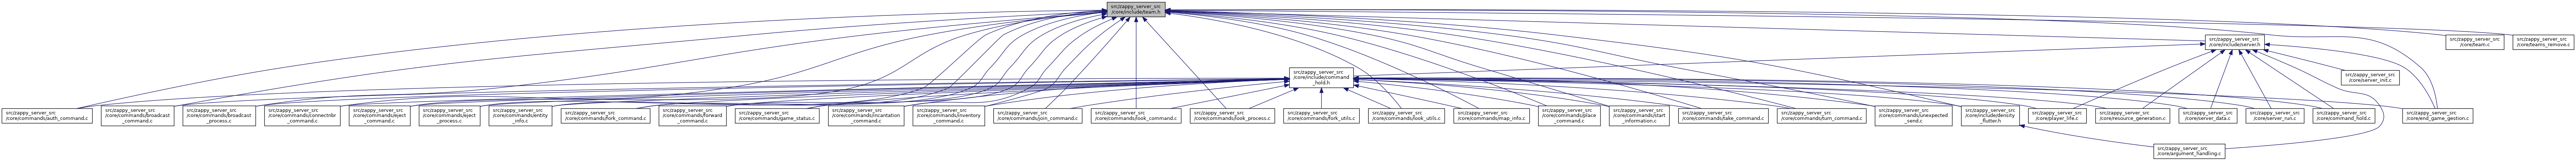 src/zappy_server_src
/core/include/team.h
src/zappy_server_src
/core/include/server.h
src/zappy_server_src
/core/team.c
src/zappy_server_src
/core/teams_remove.c
src/zappy_server_src
/core/include/command
_hold.h
src/zappy_server_src
/core/server_init.c
src/zappy_server_src
/core/commands/auth_command.c
src/zappy_server_src
/core/commands/broadcast
_command.c
src/zappy_server_src
/core/commands/broadcast
_process.c
src/zappy_server_src
/core/commands/connectnbr
_command.c
src/zappy_server_src
/core/commands/eject
_command.c
src/zappy_server_src
/core/commands/eject
_process.c
src/zappy_server_src
/core/commands/entity
_info.c
src/zappy_server_src
/core/commands/fork_command.c
src/zappy_server_src
/core/commands/forward
_command.c
src/zappy_server_src
/core/commands/game_status.c
src/zappy_server_src
/core/commands/incantation
_command.c
src/zappy_server_src
/core/commands/inventory
_command.c
src/zappy_server_src
/core/commands/join_command.c
src/zappy_server_src
/core/commands/look_command.c
src/zappy_server_src
/core/commands/look_process.c
src/zappy_server_src
/core/commands/fork_utils.c
src/zappy_server_src
/core/commands/look_utils.c
src/zappy_server_src
/core/commands/map_info.c
src/zappy_server_src
/core/commands/place
_command.c
src/zappy_server_src
/core/commands/start
_information.c
src/zappy_server_src
/core/commands/take_command.c
src/zappy_server_src
/core/commands/turn_command.c
src/zappy_server_src
/core/commands/unexpected
_send.c
src/zappy_server_src
/core/include/density
_flutter.h
src/zappy_server_src
/core/player_life.c
src/zappy_server_src
/core/resource_generation.c
src/zappy_server_src
/core/server_data.c
src/zappy_server_src
/core/server_run.c
src/zappy_server_src
/core/command_hold.c
src/zappy_server_src
/core/end_game_gestion.c
src/zappy_server_src
/core/argument_handling.c